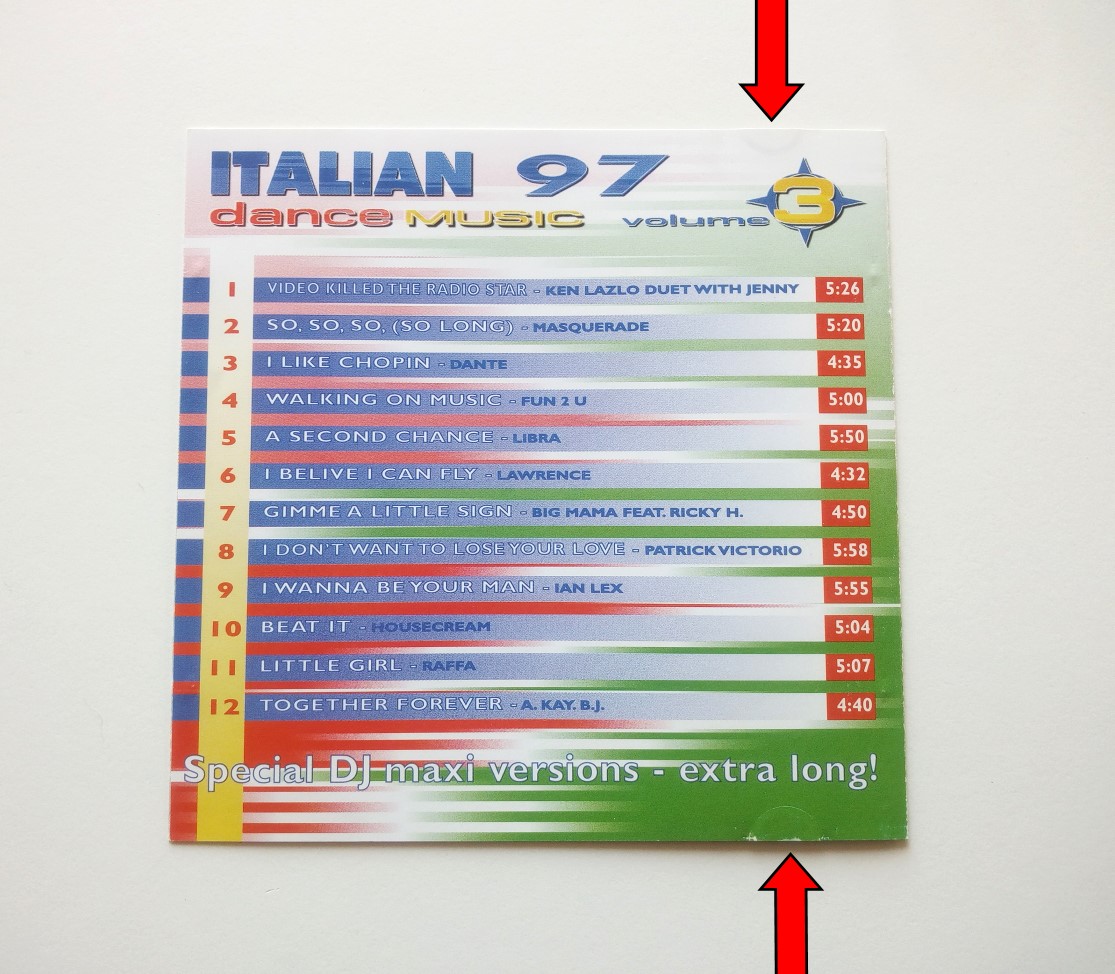 ITALIAN 97
dance MUSIC volume 3
1 VIDEO KILLED THE RADIO STAR - KEN LAZLO DUET WITH JENNY 5:26
2 SO, SO, SO, (SO LONG) - MASQUERADE 5:20
3 I LIKE CHOPIN - DANTE 4:35
4 WALKING ON MUSIC - FUN 2 U 5:00
5 A SECOND CHANCE - LIBRA 5:50
6 I BELIVE I CAN FLY - LAWRENCE 4:32
7 GIMME A LITTLE SIGN - BIG MAMA FEAT. RICKY H. 4:50
8 I DON'T WANT TO LOSE YOUR LOVE - PATRICK VICTORIO 5:58
9 I WANNA BE YOUR MAN - IAN LEX 5:55
10 BEAT IT - HOUSECREAM 5:04
11 LITTLE GIRL - RAFFA 5:07
12 TOGETHER FOREVER - A. KAY. B.J. 4:40
Special DJ maxi versions - extra long!